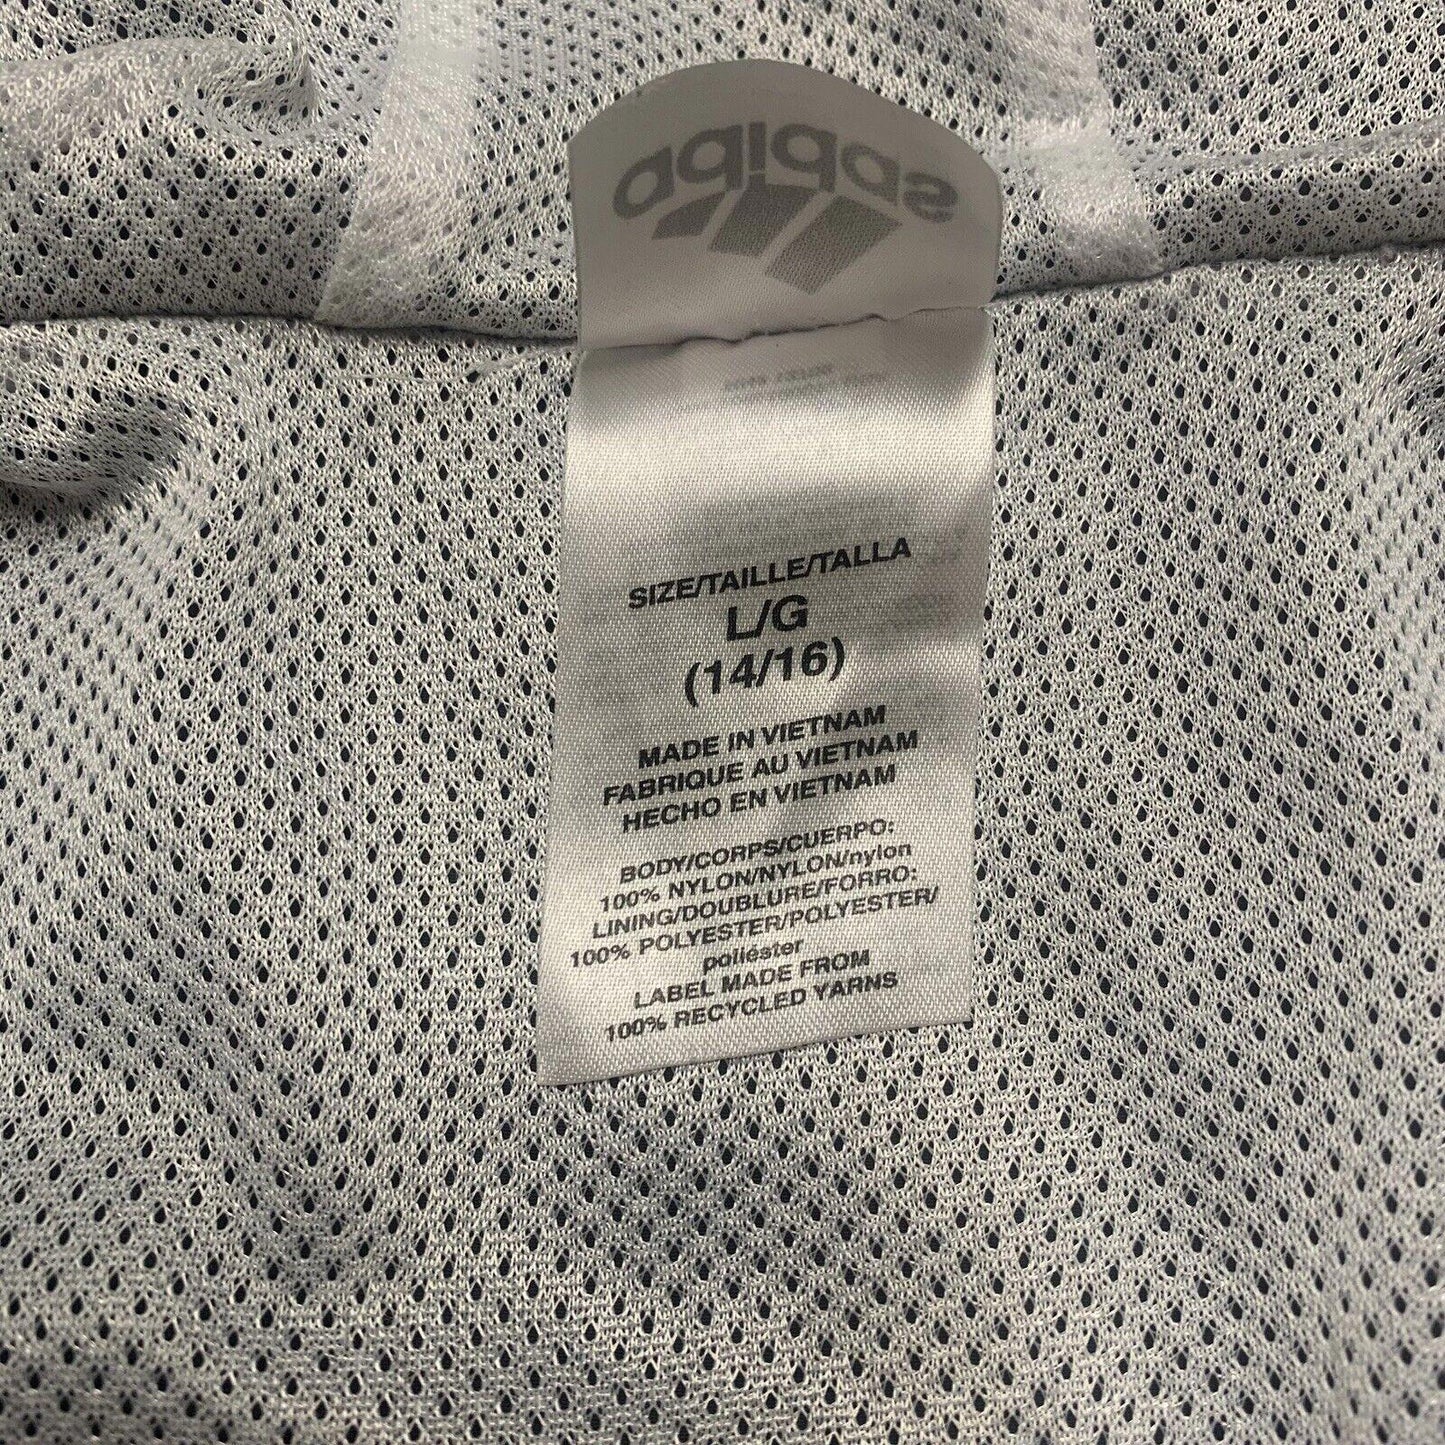 adidas
SIZE/TAILLE/TALLA
L/G
(14/16)
MADE IN VIETNAM
FABRIQUE AU VIETNAM
HECHO EN VIETNAM
BODY/CORPS/CUERPO:
100% NYLON/NYLON/nylon
LINING/DOUBLURE/FORRO:
100% POLYESTER/POLYESTER/
poliéster
LABEL MADE FROM
100% RECYCLED YARNS